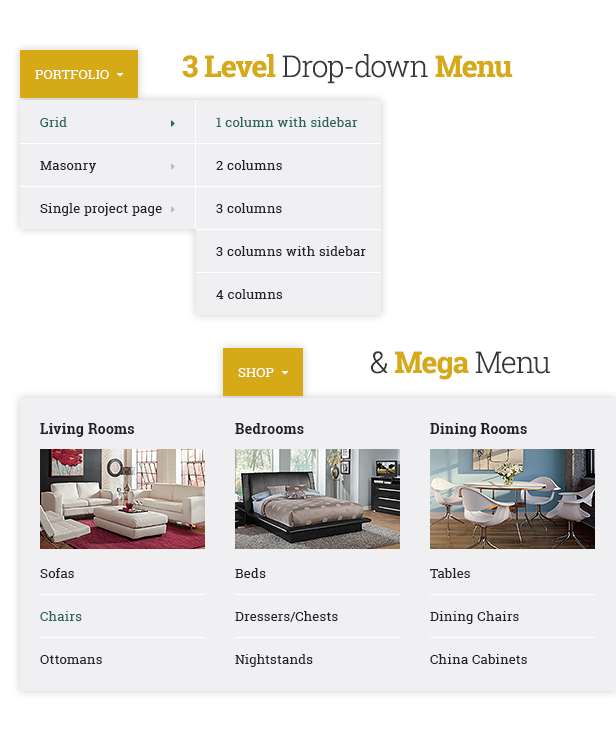 PORTFOLIO
3 Level Drop-down Menu
Grid
Masonry
Single project page
1 column with sidebar
2 columns
3 columns
3 columns with sidebar
4 columns
SHOP
& Mega Menu
Living Rooms
Sofas
Chairs
Ottomans
Bedrooms
Beds
Dressers/Chests
Nightstands
Dining Rooms
Tables
Dining Chairs
China Cabinets